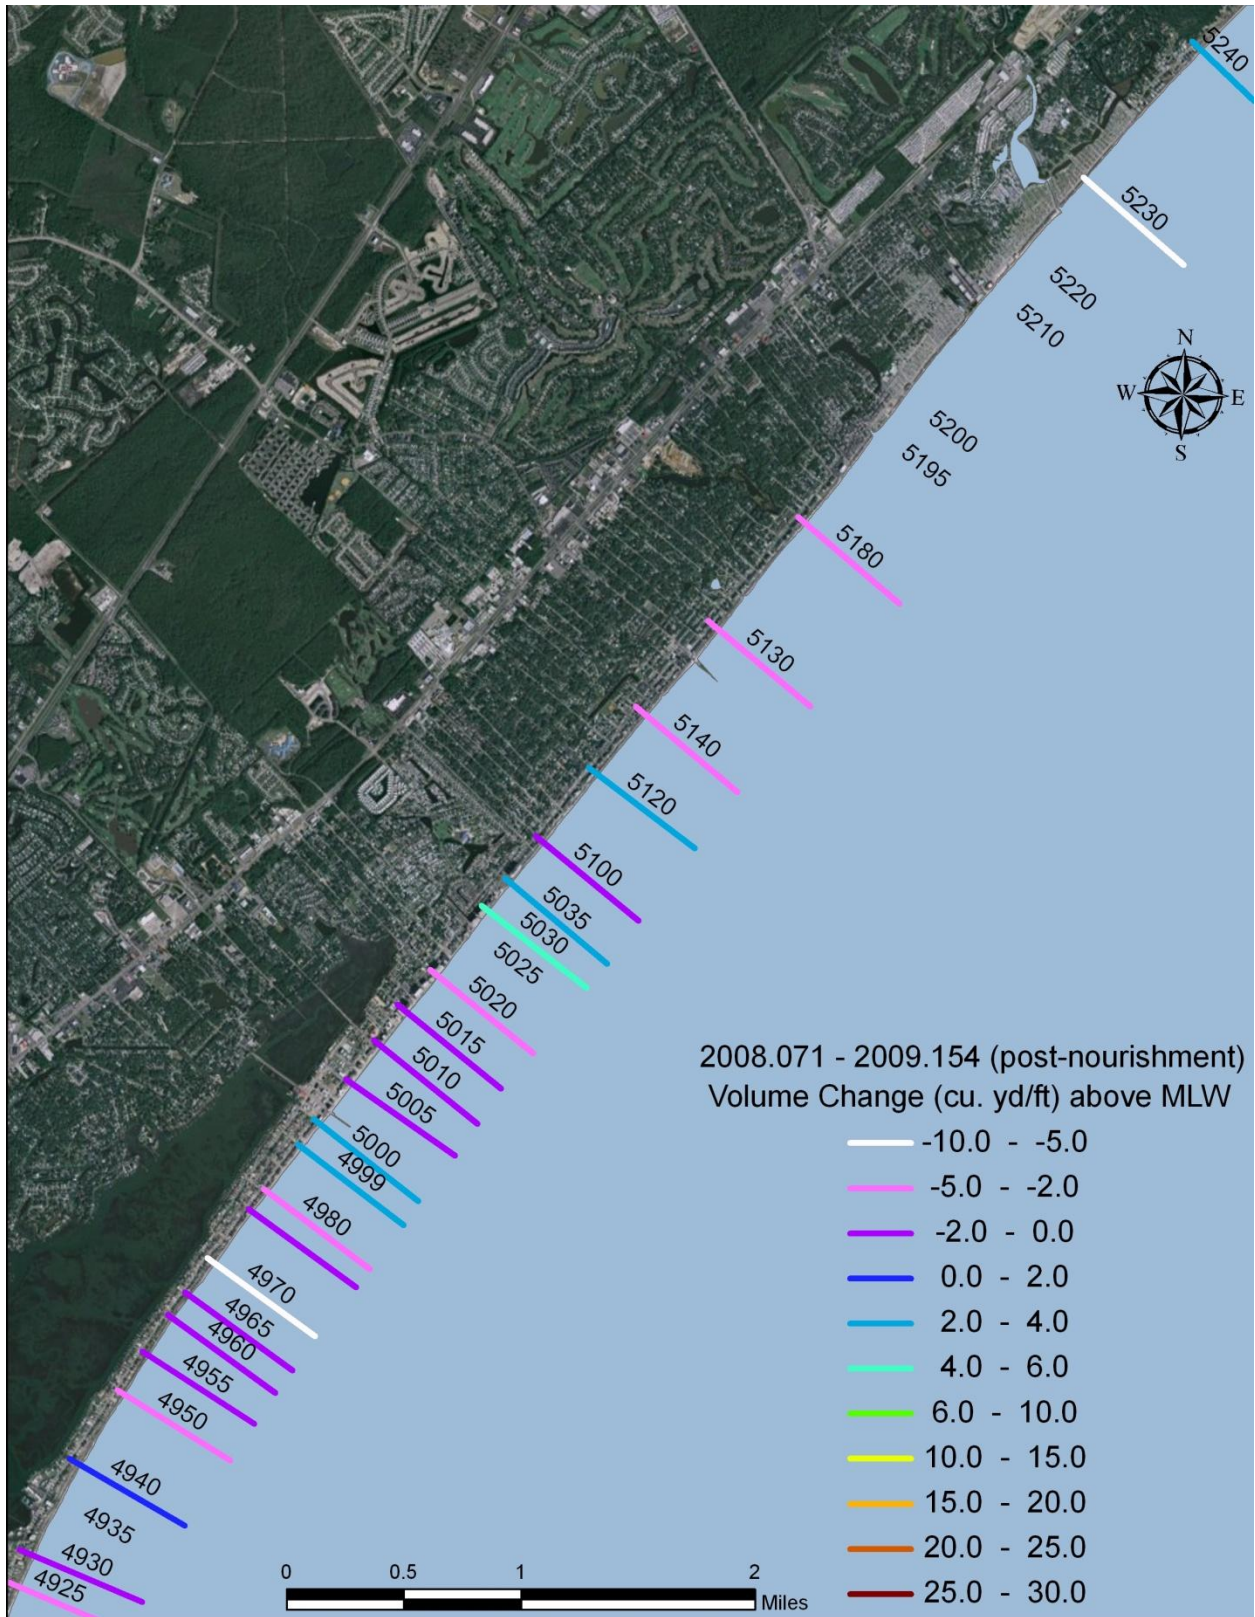 5240
5230
5220
5210
N
W
E
S
5200
5195
5180
5130
5140
5120
5100
5035
5030
5025
5020
5015
5010
5005
5000
4999
4980
4970
4965
4960
4955
4950
4940
4935
4930
4925
2008.071 - 2009.154 (post-nourishment)
Volume Change (cu. yd/ft) above MLW
-10.0 - -5.0
-5.0 - -2.0
-2.0 - 0.0
0.0 - 2.0
2.0 - 4.0
4.0 - 6.0
6.0 - 10.0
10.0 - 15.0
15.0 - 20.0
20.0 - 25.0
25.0 - 30.0
0 0.5 1 2
Miles